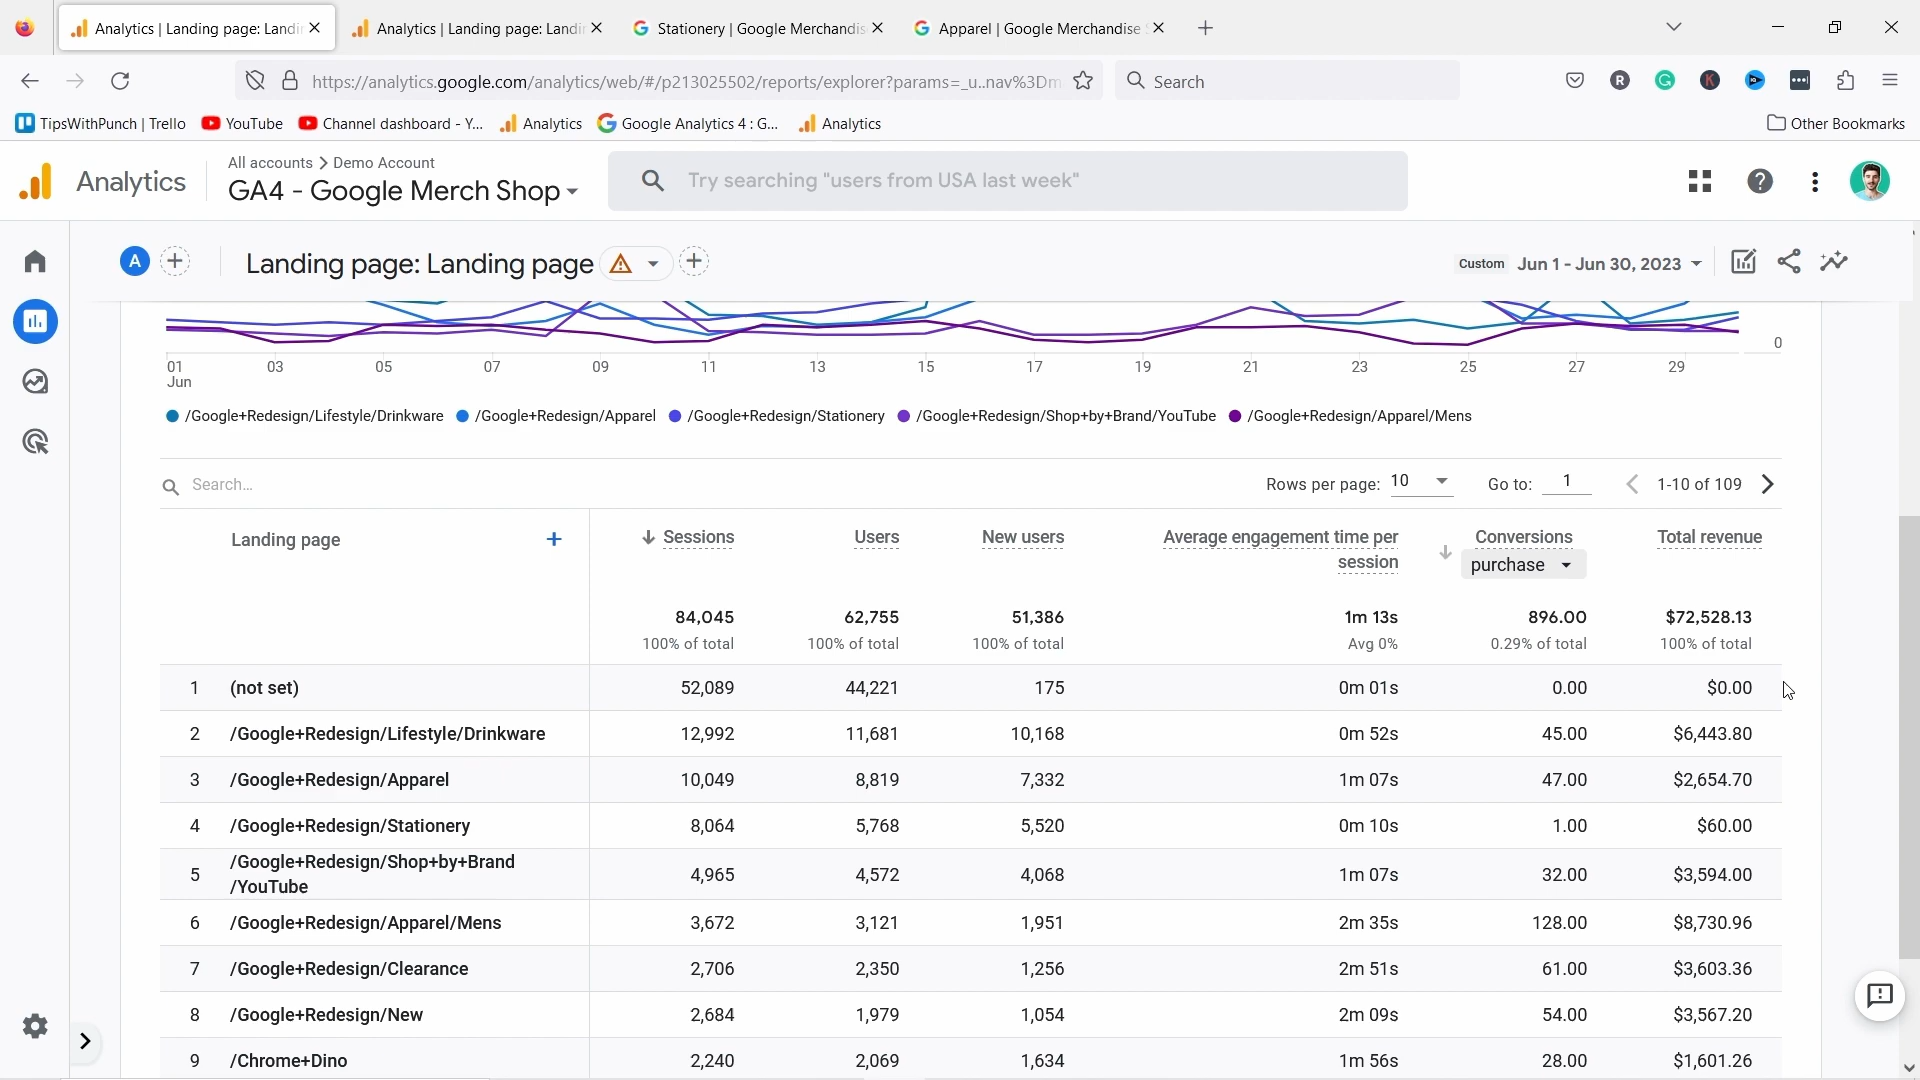 Analytics | Landing page: Landi
Analytics | Landing page: Landi
Stationery | Google Merchandis
Apparel | Google Merchandise
https://analytics.google.com/analytics/web/#/p213025502/reports/explorer?params=_u..nav%3Dm
Search
R
G
K
TipsWithPunch | Trello
YouTube
Channel dashboard - Y...
Analytics
Google Analytics 4 : G...
Analytics
Other Bookmarks
Analytics
All accounts > Demo Account
GA4 - Google Merch Shop
Try searching "users from USA last week"
A
Landing page: Landing page
Custom Jun 1 - Jun 30, 2023
0
01 03 05 07 09 11 13 15 17 19 21 23 25 27 29
Jun
/Google+Redesign/Lifestyle/Drinkware /Google+Redesign/Apparel /Google+Redesign/Stationery /Google+Redesign/Shop+by+Brand/YouTube /Google+Redesign/Apparel/Mens
Search...
Rows per page: 10 Go to: 1 1-10 of 109
Landing page
Sessions Users New users Average engagement time per Conversions Total revenue
session purchase
84,045 62,755 51,386 1m 13s 896.00 $72,528.13
100% of total 100% of total 100% of total Avg 0% 0.29% of total 100% of total
1 (not set) 52,089 44,221 175 0m 01s 0.00 $0.00
2 /Google+Redesign/Lifestyle/Drinkware 12,992 11,681 10,168 0m 52s 45.00 $6,443.80
3 /Google+Redesign/Apparel 10,049 8,819 7,332 1m 07s 47.00 $2,654.70
4 /Google+Redesign/Stationery 8,064 5,768 5,520 0m 10s 1.00 $60.00
/Google+Redesign/Shop+by+Brand
5 /YouTube 4,965 4,572 4,068 1m 07s 32.00 $3,594.00
6 /Google+Redesign/Apparel/Mens 3,672 3,121 1,951 2m 35s 128.00 $8,730.96
7 /Google+Redesign/Clearance 2,706 2,350 1,256 2m 51s 61.00 $3,603.36
8 /Google+Redesign/New 2,684 1,979 1,054 2m 09s 54.00 $3,567.20
9 /Chrome+Dino 2,240 2,069 1,634 1m 56s 28.00 $1,601.26